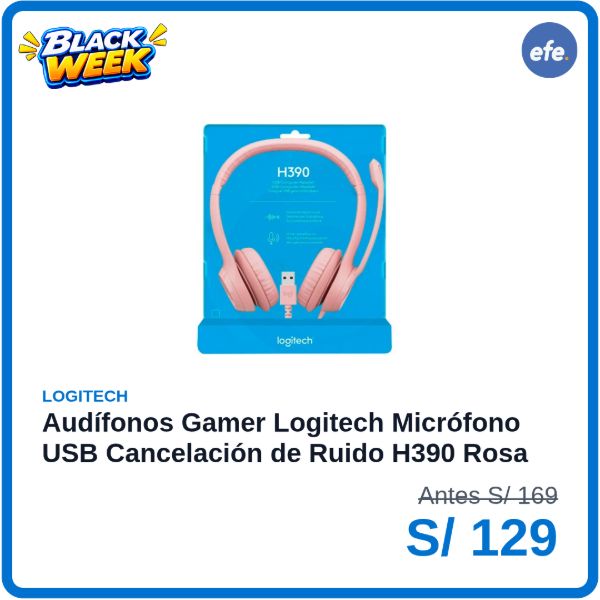 BLACK
WEEK
efe.
H390
logitech
LOGITECH
Audífonos Gamer Logitech Micrófono
USB Cancelación de Ruido H390 Rosa
Antes S/ 169
S/ 129